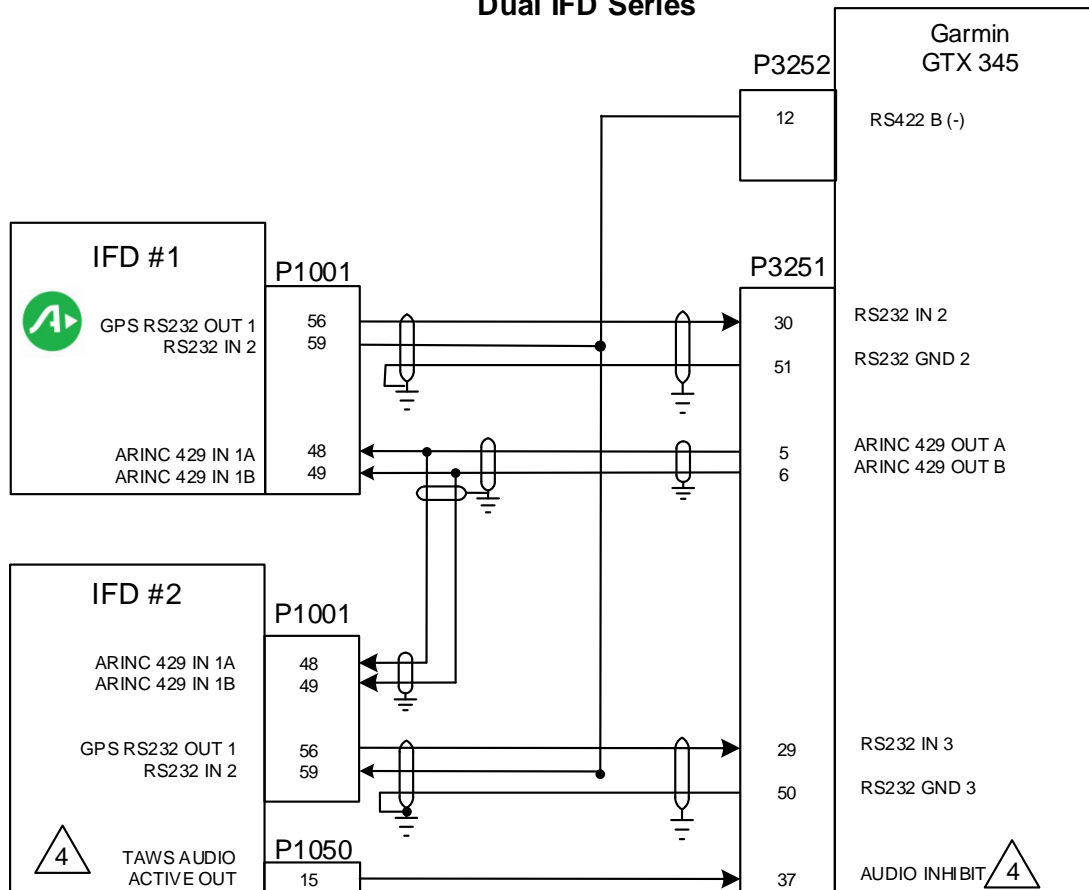 Dual IFD Series
Garmin
GTX 345
P3252
12
RS422 B (-)
IFD #1
P1001
P3251
GPS RS232 OUT 1
56
30
RS232 IN 2
RS232 IN 2
59
51
RS232 GND 2
ARINC 429 IN 1A
48
5
ARINC 429 OUT A
ARINC 429 IN 1B
49
6
ARINC 429 OUT B
IFD #2
P1001
ARINC 429 IN 1A
48
ARINC 429 IN 1B
49
GPS RS232 OUT 1
56
29
RS232 IN 3
RS232 IN 2
59
50
RS232 GND 3
4
TAWS AUDIO
ACTIVE OUT
P1050
15
37
AUDIO INHIBIT
4